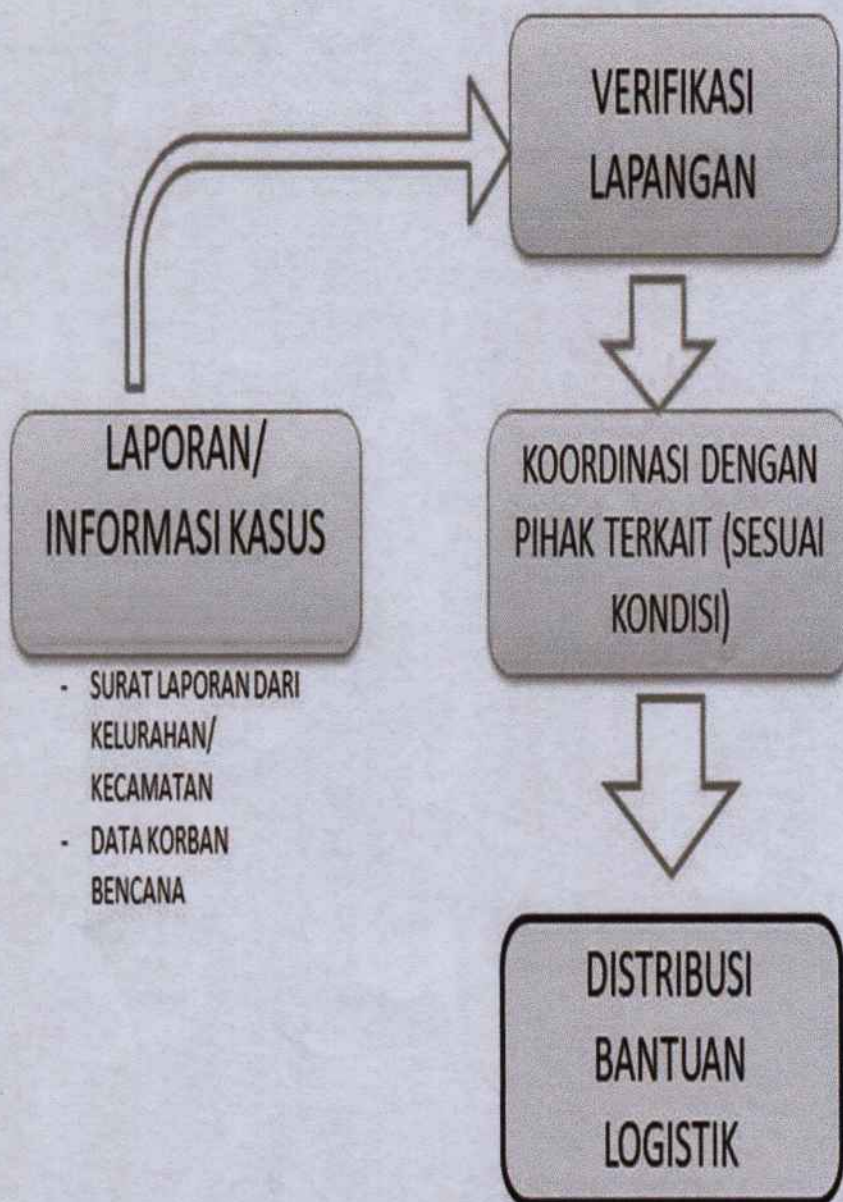 LAPORAN/
INFORMASI KASUS
- SURAT LAPORAN DARI
KELURAHAN/
KECAMATAN
- DATA KORBAN
BENCANA
VERIFIKASI
LAPANGAN
KOORDINASI DENGAN
PIHAK TERKAIT (SESUAI
KONDISI)
DISTRIBUSI
BANTUAN
LOGISTIK